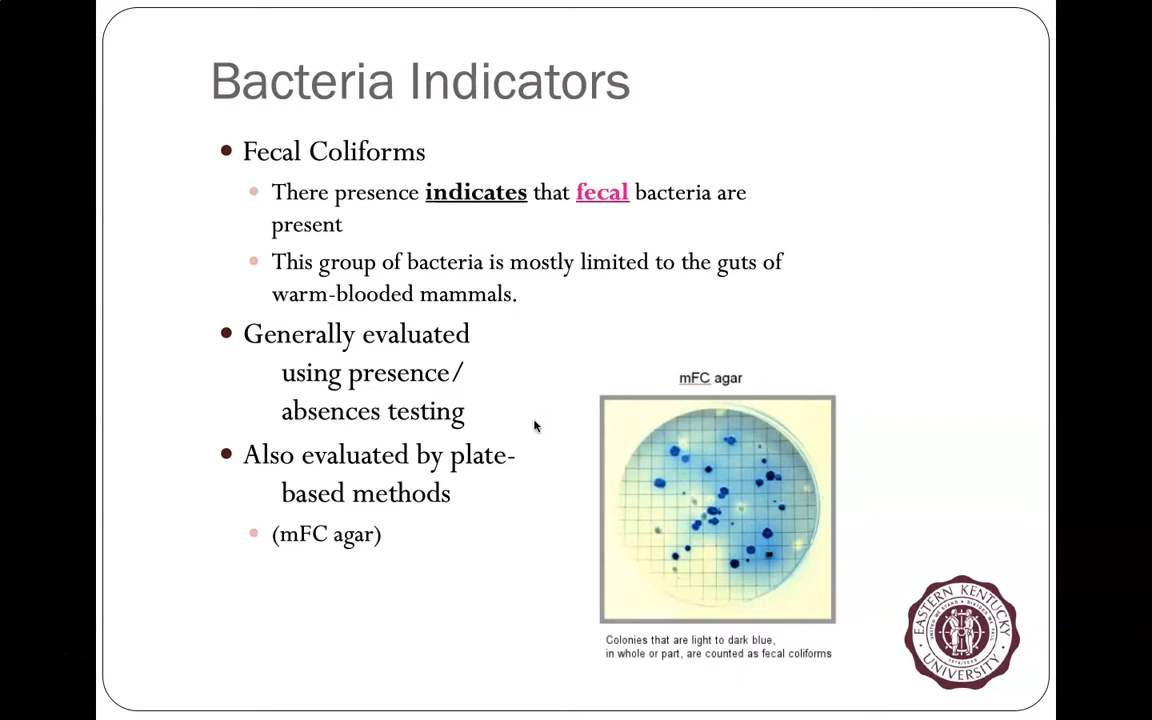 Bacteria Indicators
• Fecal Coliforms
• There presence indicates that fecal bacteria are
present
• This group of bacteria is mostly limited to the guts of
warm-blooded mammals.
• Generally evaluated
using presence/
absences testing
• Also evaluated by plate-
based methods
• (mFC agar)
mFC agar
Colonies that are light to dark blue,
in whole or part, are counted as fecal coliforms
EASTERN KENTUCKY
UNIVERSITY